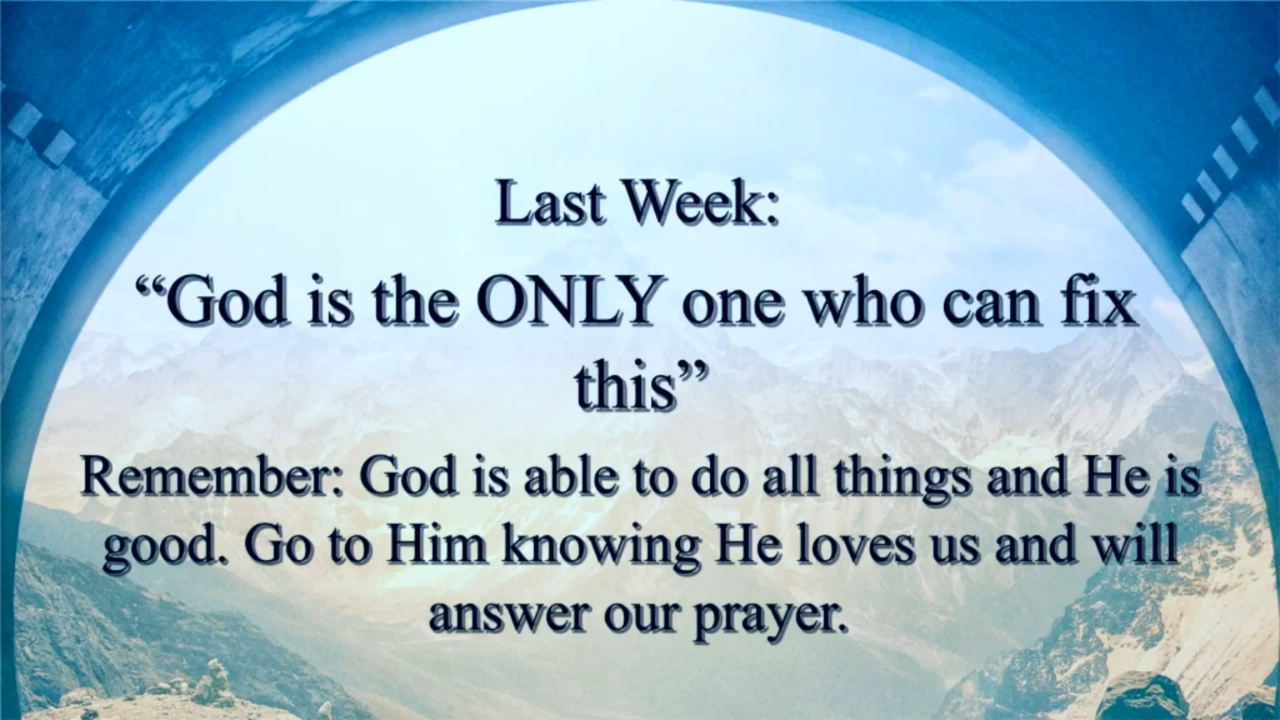 Last Week:
“God is the ONLY one who can fix
this”
Remember: God is able to do all things and He is
good. Go to Him knowing He loves us and will
answer our prayer.